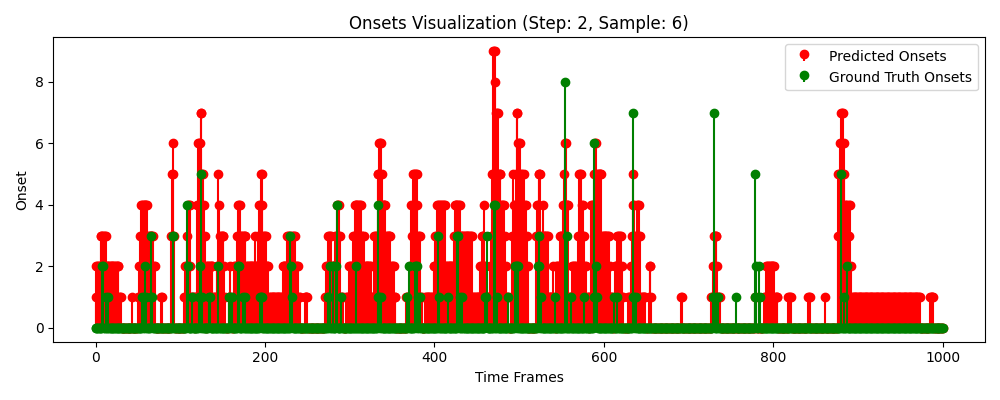 Onsets Visualization (Step: 2, Sample: 6)
Predicted Onsets
Ground Truth Onsets
Onset
8
6
4
2
0
0 200 400 600 800 1000
Time Frames